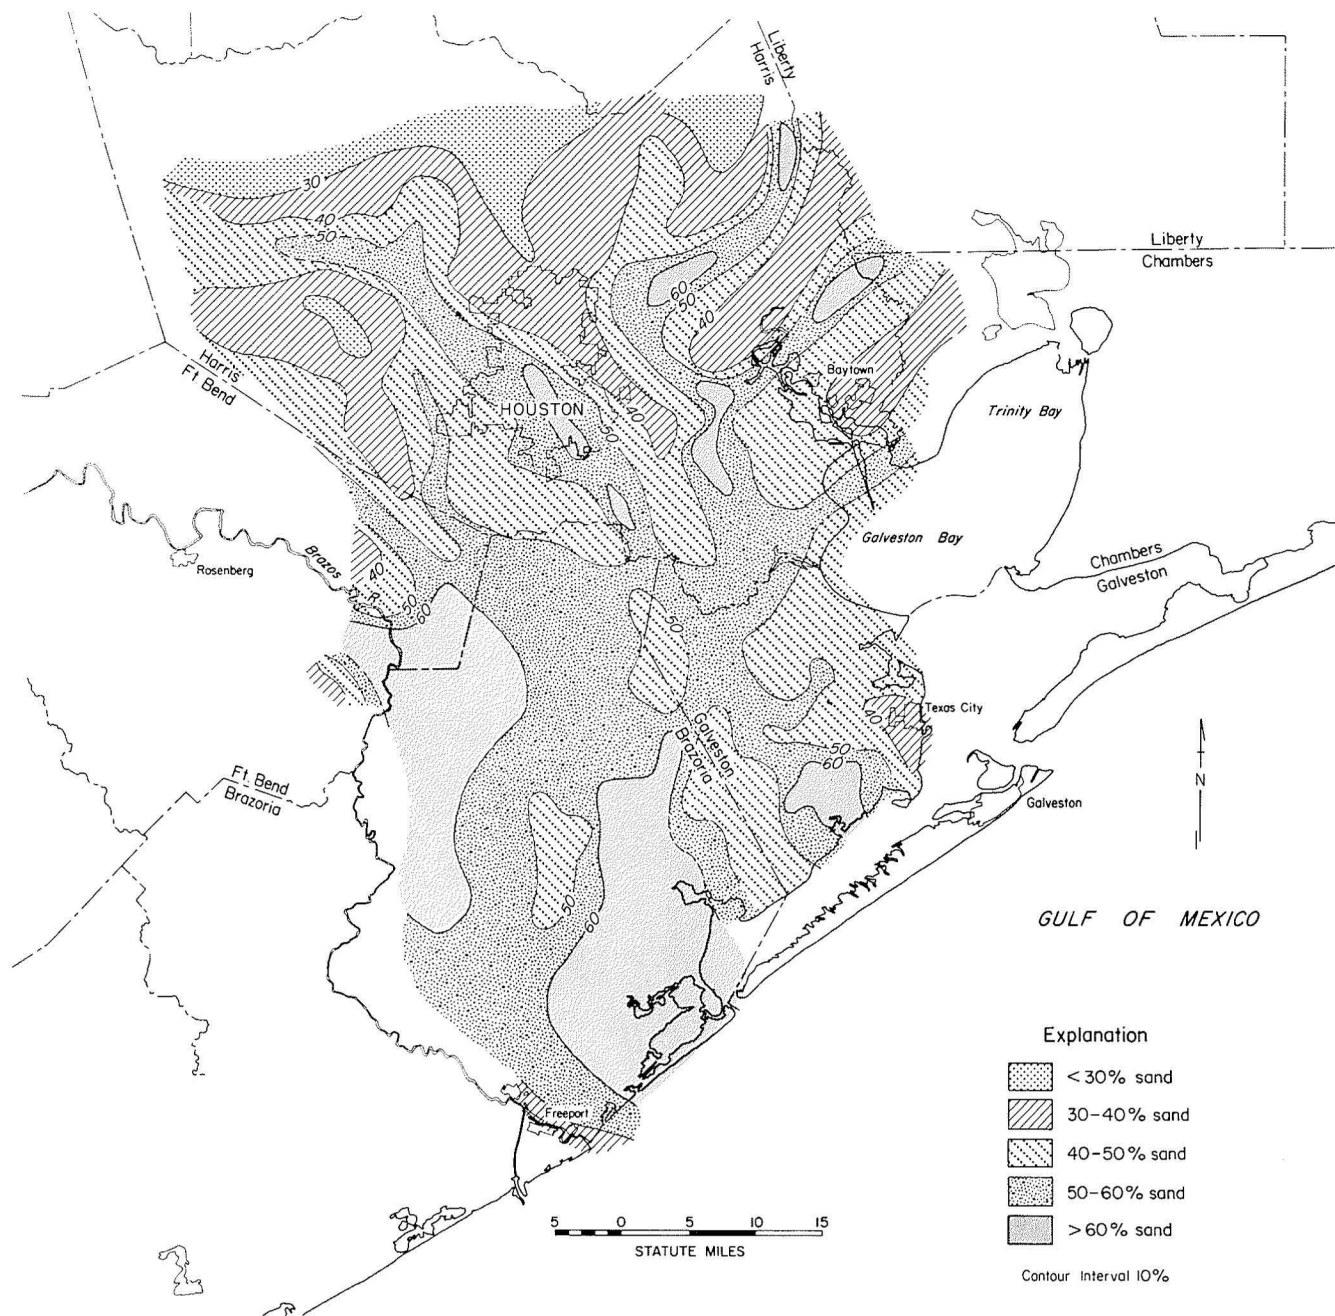 Liberty
Harris
30
40
50
Liberty
Chambers
60
50
40
Harris
Ft. Bend
Baytown
Trinity Bay
HOUSTON
40
50
Galveston Bay
Brazos R.
Rosenberg
40
50
60
Chambers
Galveston
50
Galveston
Brazoria
40
Texas City
50
60
N
Ft. Bend
Brazoria
Galveston
50
60
GULF OF MEXICO
Freeport
Explanation
<30% sand
30-40% sand
40-50% sand
50-60% sand
>60% sand
Contour Interval 10%
5 0 5 10 15
STATUTE MILES